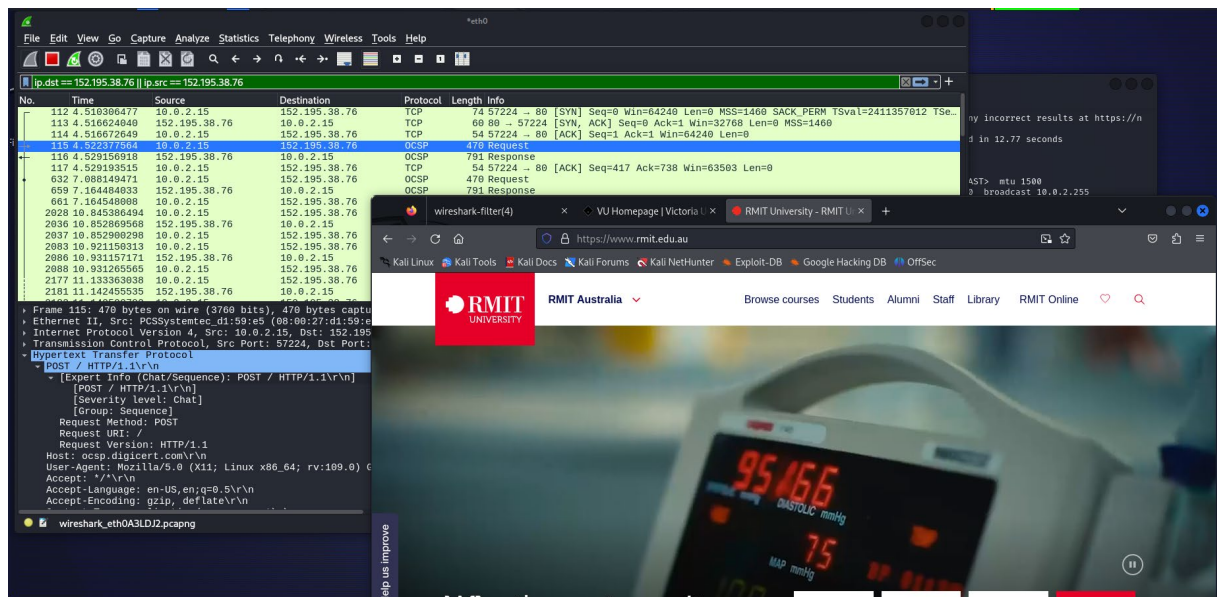 *eth0
File Edit View Go Capture Analyze Statistics Telephony Wireless Tools Help
ip.dst == 152.195.38.76 || ip.src == 152.195.38.76
No. Time Source Destination Protocol Length Info
112 4.510306477 10.0.2.15 152.195.38.76 TCP 74 57224 → 80 [SYN] Seq=0 Win=64240 Len=0 MSS=1460 SACK_PERM TSval=2411357012 TSe…
113 4.516624040 152.195.38.76 10.0.2.15 TCP 60 80 → 57224 [SYN, ACK] Seq=0 Ack=1 Win=32768 Len=0 MSS=1460
114 4.516672649 10.0.2.15 152.195.38.76 TCP 54 57224 → 80 [ACK] Seq=1 Ack=1 Win=64240 Len=0
115 4.522377564 10.0.2.15 152.195.38.76 OCSP 470 Request
116 4.529156918 152.195.38.76 10.0.2.15 OCSP 791 Response
117 4.529193515 10.0.2.15 152.195.38.76 TCP 54 57224 → 80 [ACK] Seq=417 Ack=738 Win=63503 Len=0
632 7.088149471 10.0.2.15 152.195.38.76 OCSP 470 Request
659 7.164484033 152.195.38.76 10.0.2.15 OCSP 791 Response
661 7.164548008 10.0.2.15 152.195.38.76
2028 10.845386494 10.0.2.15 152.195.38.76
2036 10.852869568 152.195.38.76 10.0.2.15
2037 10.852900298 10.0.2.15 152.195.38.76
2083 10.921150313 10.0.2.15 152.195.38.76
2086 10.931157171 152.195.38.76 10.0.2.15
2088 10.931265565 10.0.2.15 152.195.38.76
2177 11.133363038 10.0.2.15 152.195.38.76
2181 11.142455535 152.195.38.76 10.0.2.15
Frame 115: 470 bytes on wire (3760 bits), 470 bytes captu
Ethernet II, Src: PCSSystemtec_d1:59:e5 (08:00:27:d1:59:e
Internet Protocol Version 4, Src: 10.0.2.15, Dst: 152.195
Transmission Control Protocol, Src Port: 57224, Dst Port:
Hypertext Transfer Protocol
POST / HTTP/1.1\r\n
[Expert Info (Chat/Sequence): POST / HTTP/1.1\r\n]
[POST / HTTP/1.1\r\n]
[Severity level: Chat]
[Group: Sequence]
Request Method: POST
Request URI: /
Request Version: HTTP/1.1
Host: ocsp.digicert.com\r\n
User-Agent: Mozilla/5.0 (X11; Linux x86_64; rv:109.0) G
Accept: */*\r\n
Accept-Language: en-US,en;q=0.5\r\n
Accept-Encoding: gzip, deflate\r\n
wireshark_eth0A3LDJ2.pcapng
ny incorrect results at https://n
d in 12.77 seconds
AST> mtu 1500
0 broadcast 10.0.2.255
wireshark-filter(4) VU Homepage | Victoria U RMIT University - RMIT U
https://www.rmit.edu.au
Kali Linux Kali Tools Kali Docs Kali Forums Kali NetHunter Exploit-DB Google Hacking DB OffSec
RMIT
UNIVERSITY
RMIT Australia Browse courses Students Alumni Staff Library RMIT Online
95/66
DIASTOLIC mmHg
75
MAP mmHg
elp us improve